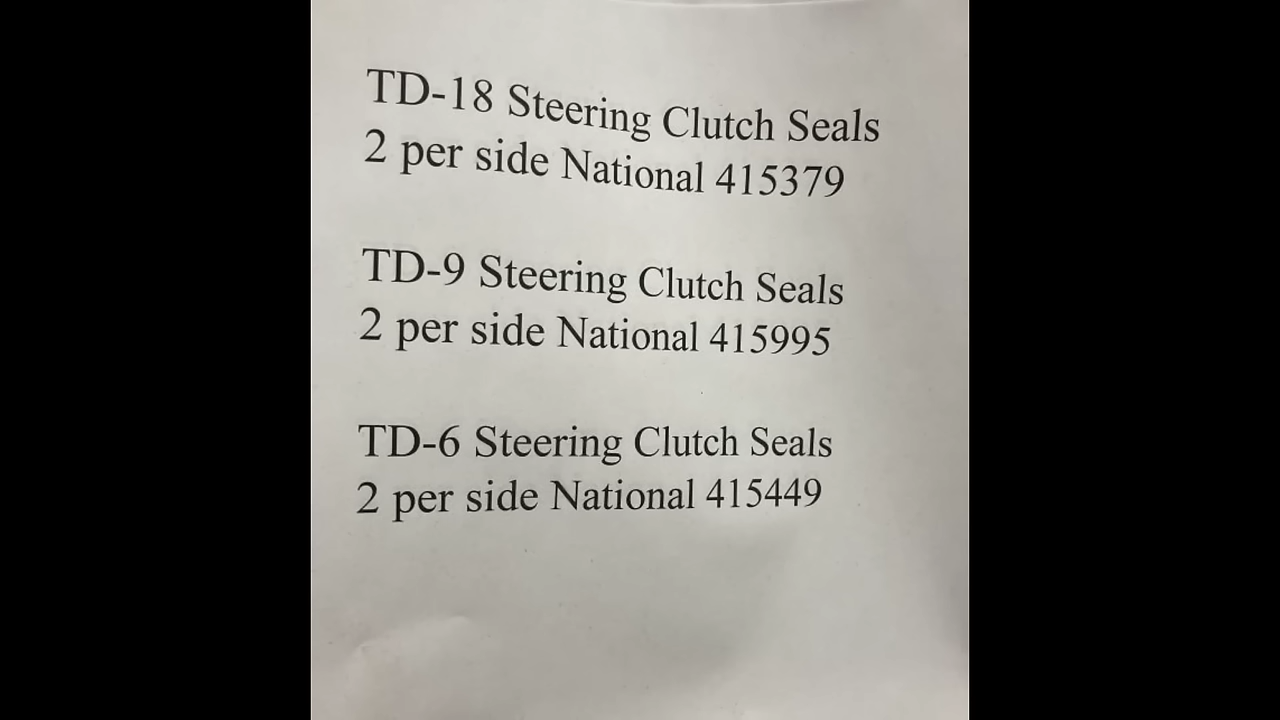 TD-18 Steering Clutch Seals
2 per side National 415379
TD-9 Steering Clutch Seals
2 per side National 415995
TD-6 Steering Clutch Seals
2 per side National 415449